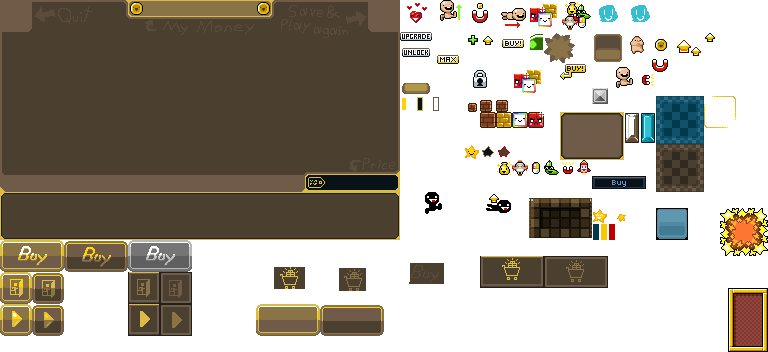 Quit
My Money
Save&
Play again
UPGRADE
BUY!
UNLOCK
MAX
BUY!
Price
Buy
Buy
Buy
Buy
Buy